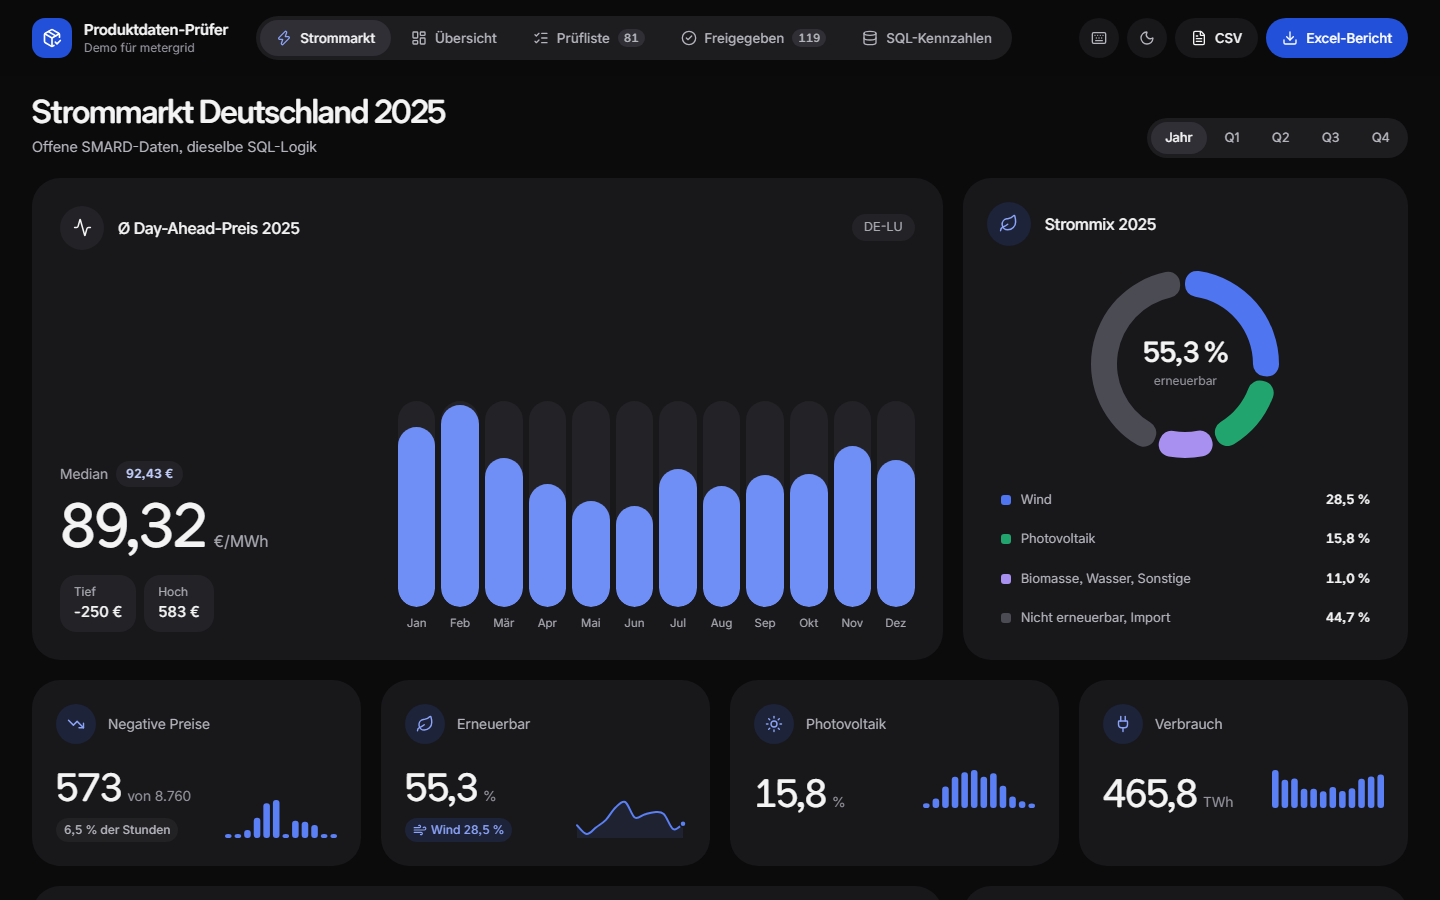 Produktdaten-Prüfer
Demo für metergrid
Strommarkt
Übersicht
Prüfliste 81
Freigegeben 119
SQL-Kennzahlen
CSV
Excel-Bericht
Strommarkt Deutschland 2025
Offene SMARD-Daten, dieselbe SQL-Logik
Jahr Q1 Q2 Q3 Q4
Ø Day-Ahead-Preis 2025
DE-LU
Median 92,43 €
89,32 €/MWh
Tief
-250 €
Hoch
583 €
Jan Feb Mär Apr Mai Jun Jul Aug Sep Okt Nov Dez
Strommix 2025
55,3 %
erneuerbar
Wind 28,5 %
Photovoltaik 15,8 %
Biomasse, Wasser, Sonstige 11,0 %
Nicht erneuerbar, Import 44,7 %
Negative Preise
573 von 8.760
6,5 % der Stunden
Erneuerbar
55,3 %
Wind 28,5 %
Photovoltaik
15,8 %
Verbrauch
465,8 TWh